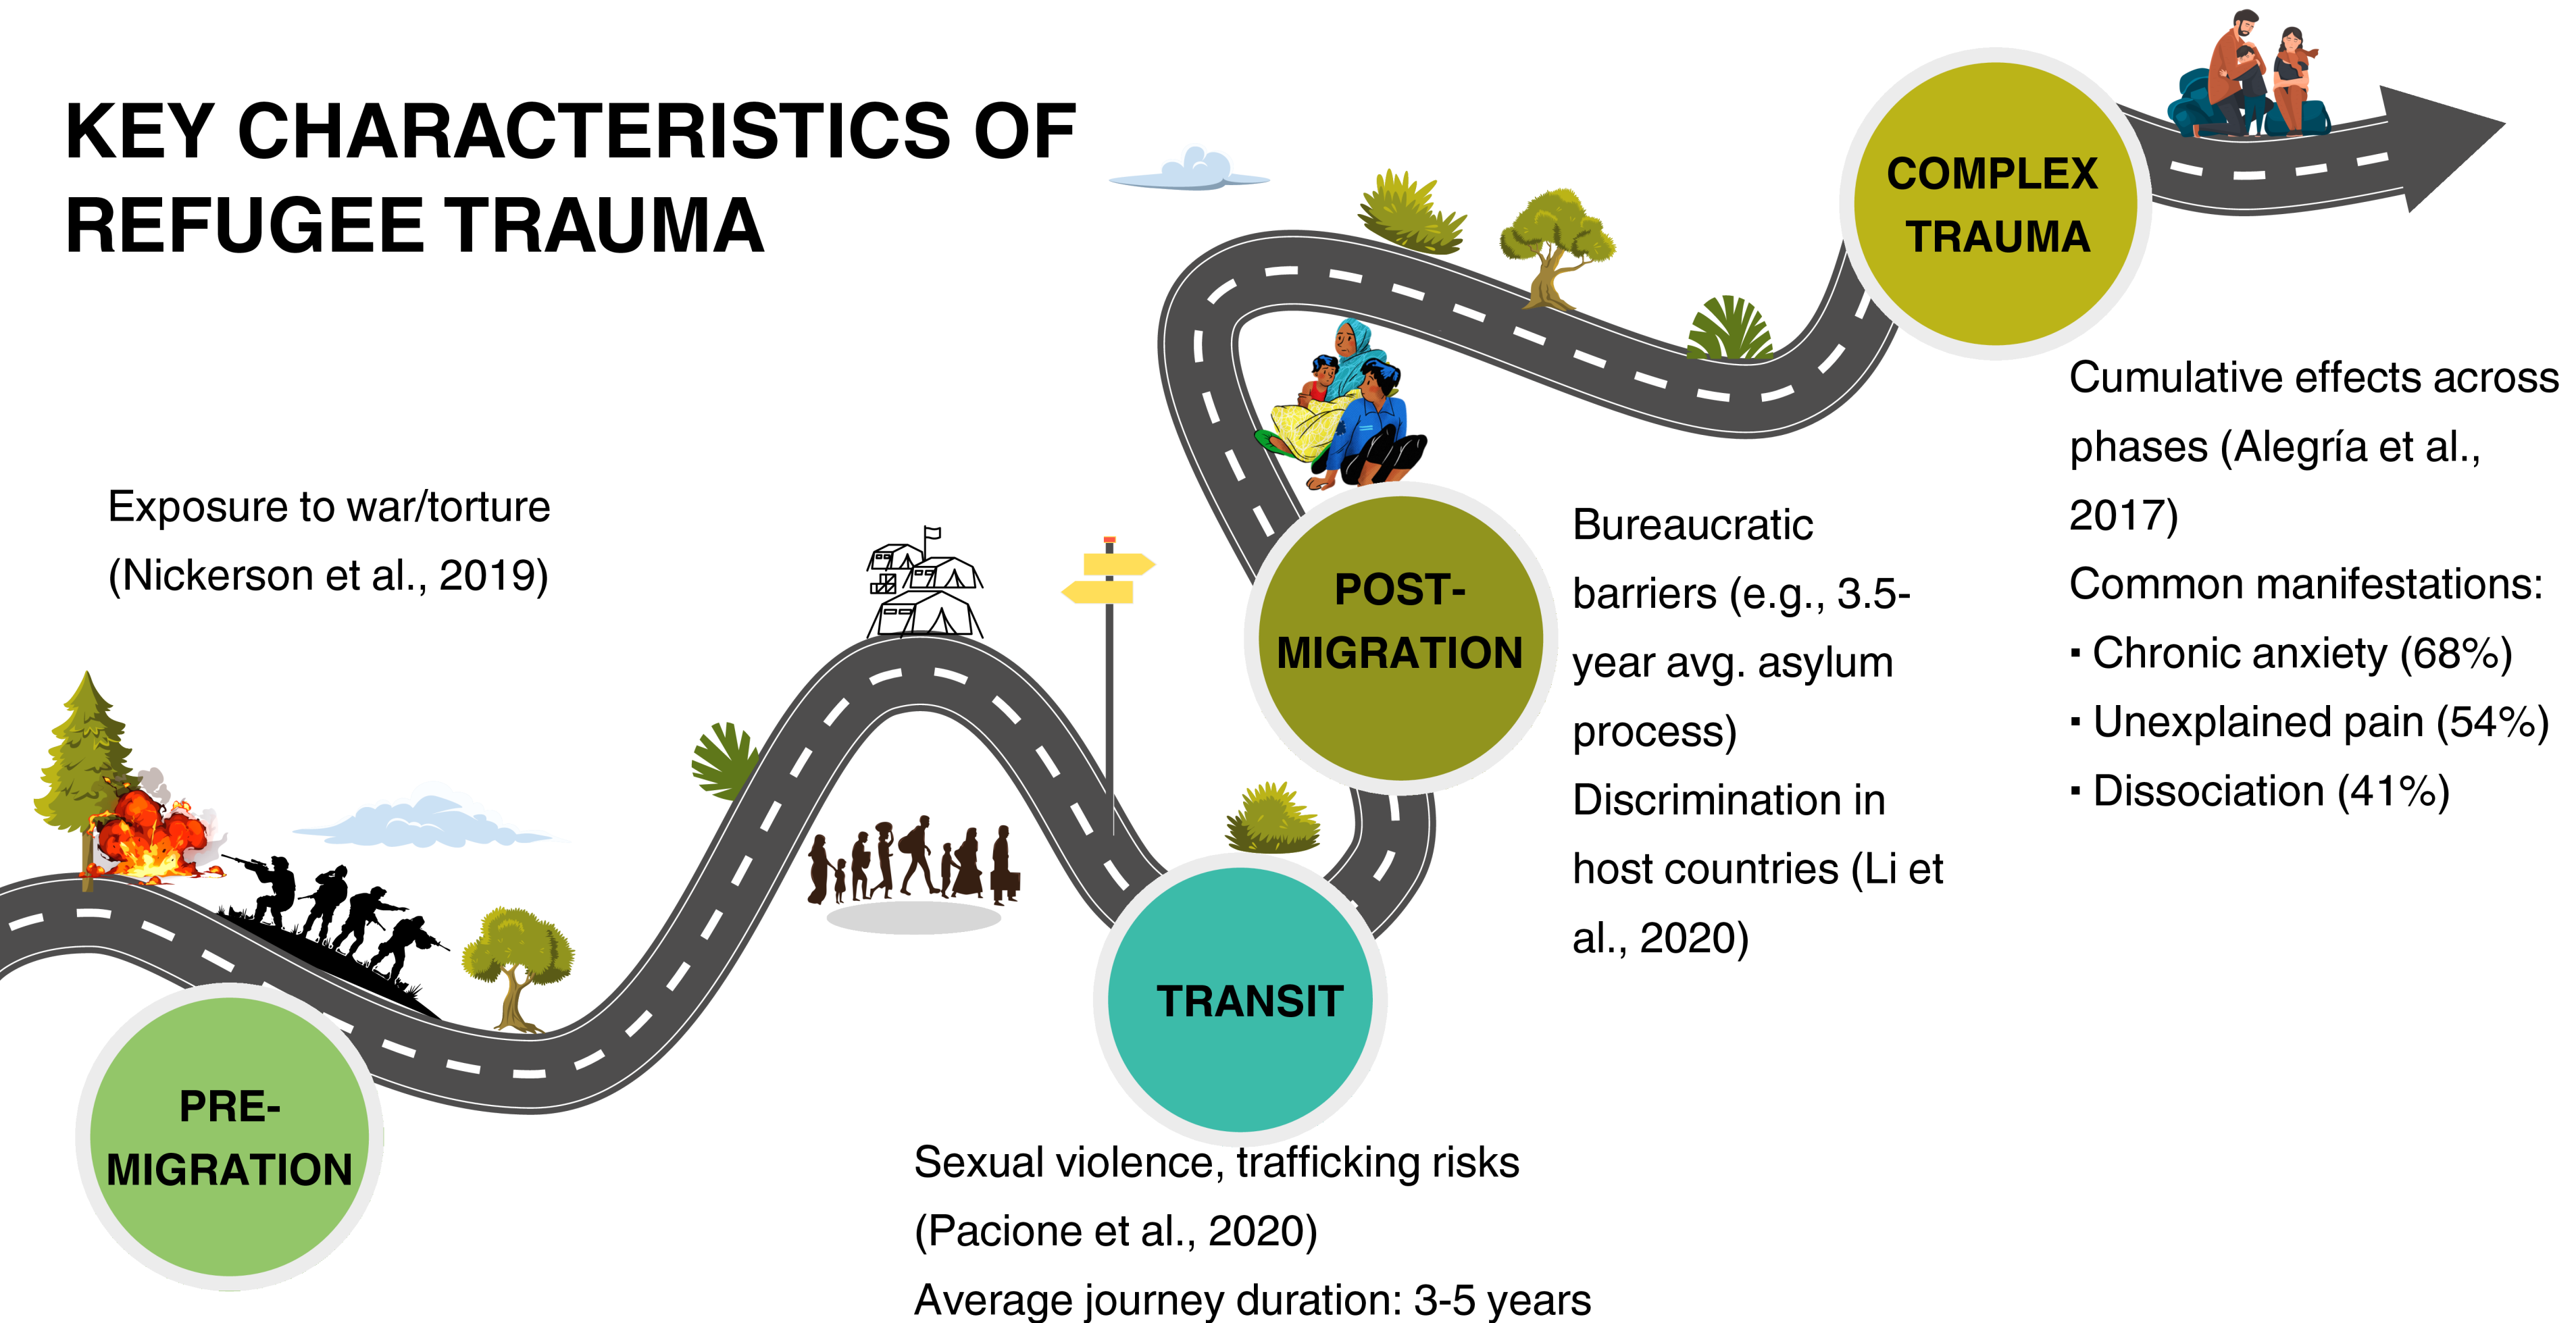 KEY CHARACTERISTICS OF
REFUGEE TRAUMA
Exposure to war/torture
(Nickerson et al., 2019)
PRE-
MIGRATION
TRANSIT
Sexual violence, trafficking risks
(Pacione et al., 2020)
Average journey duration: 3-5 years
POST-
MIGRATION
Bureaucratic
barriers (e.g., 3.5-
year avg. asylum
process)
Discrimination in
host countries (Li et
al., 2020)
COMPLEX
TRAUMA
Cumulative effects across
phases (Alegría et al.,
2017)
Common manifestations:
▪ Chronic anxiety (68%)
▪ Unexplained pain (54%)
▪ Dissociation (41%)